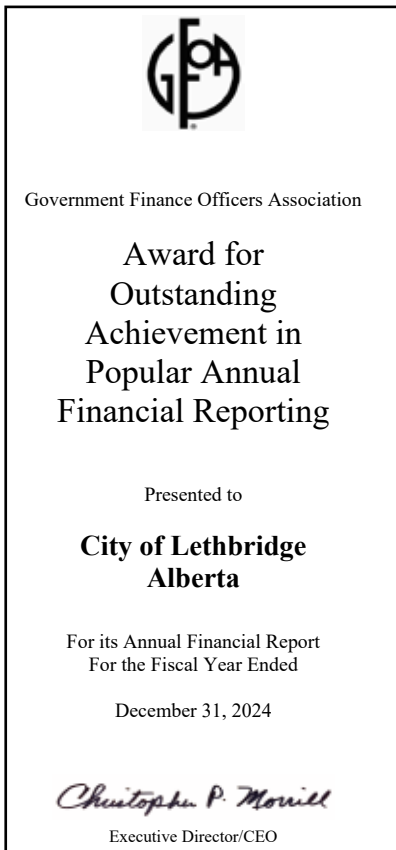 GFOA
Government Finance Officers Association
Award for
Outstanding
Achievement in
Popular Annual
Financial Reporting
Presented to
City of Lethbridge
Alberta
For its Annual Financial Report
For the Fiscal Year Ended
December 31, 2024
Christopher P. Morrill
Executive Director/CEO